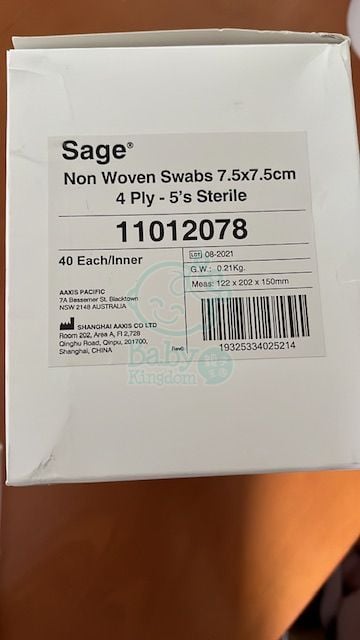 Sage®
Non Woven Swabs 7.5x7.5cm
4 Ply - 5's Sterile
11012078
40 Each/Inner
LOT 08-2021
G.W.: 0.21Kg.
Meas: 122 x 202 x 150mm
AAXIS PACIFIC
7A Bessemer St. Blacktown
NSW 2148 AUSTRALIA
SHANGHAI AAXIS CO LTD
Room 202, Area A, Fl 2,728
Qinghu Road, Qinpu, 201700,
Shanghai, CHINA
19325334025214
Baby
Kingdom